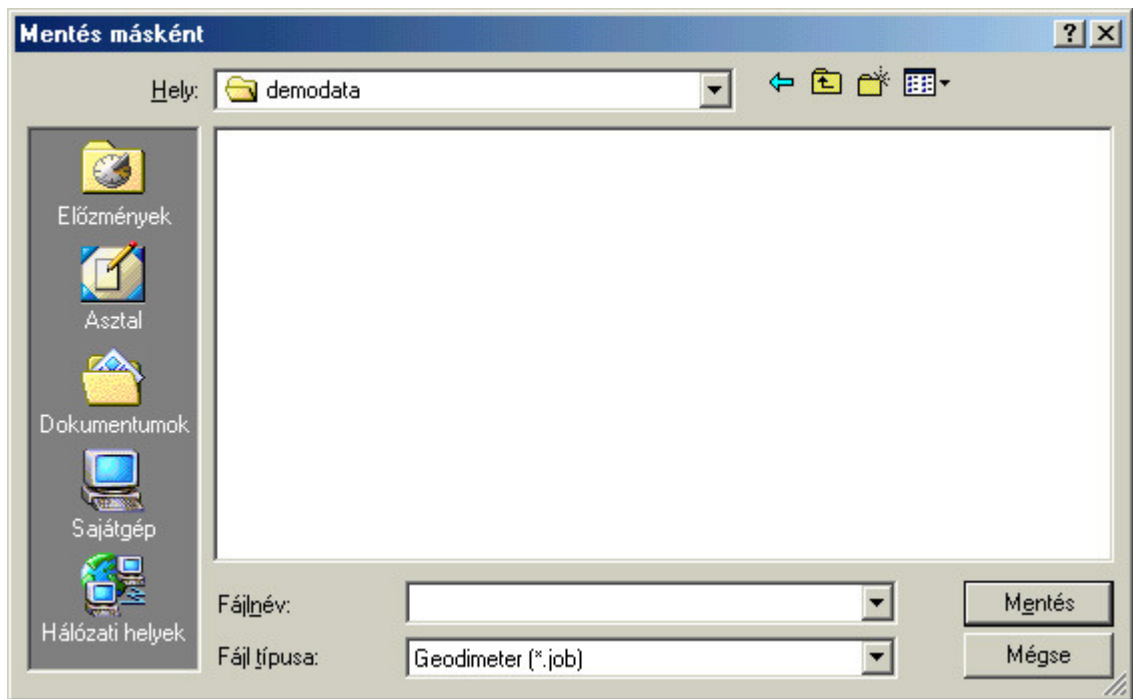 Mentés másként
Hely:
demodata
Előzmények
Asztal
Dokumentumok
Sajátgép
Hálózati helyek
Fájlnév:
Mentés
Fájl típusa:
Geodimeter (*.job)
Mégse